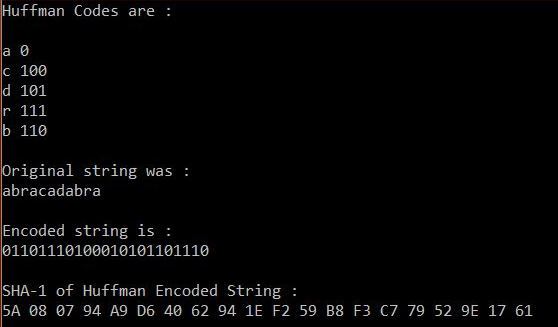 Huffman Codes are :
a 0
c 100
d 101
r 111
b 110
Original string was :
abracadabra
Encoded string is :
01101110100010101101110
SHA-1 of Huffman Encoded String :
5A 08 07 94 A9 D6 40 62 94 1E F2 59 B8 F3 C7 79 52 9E 17 61